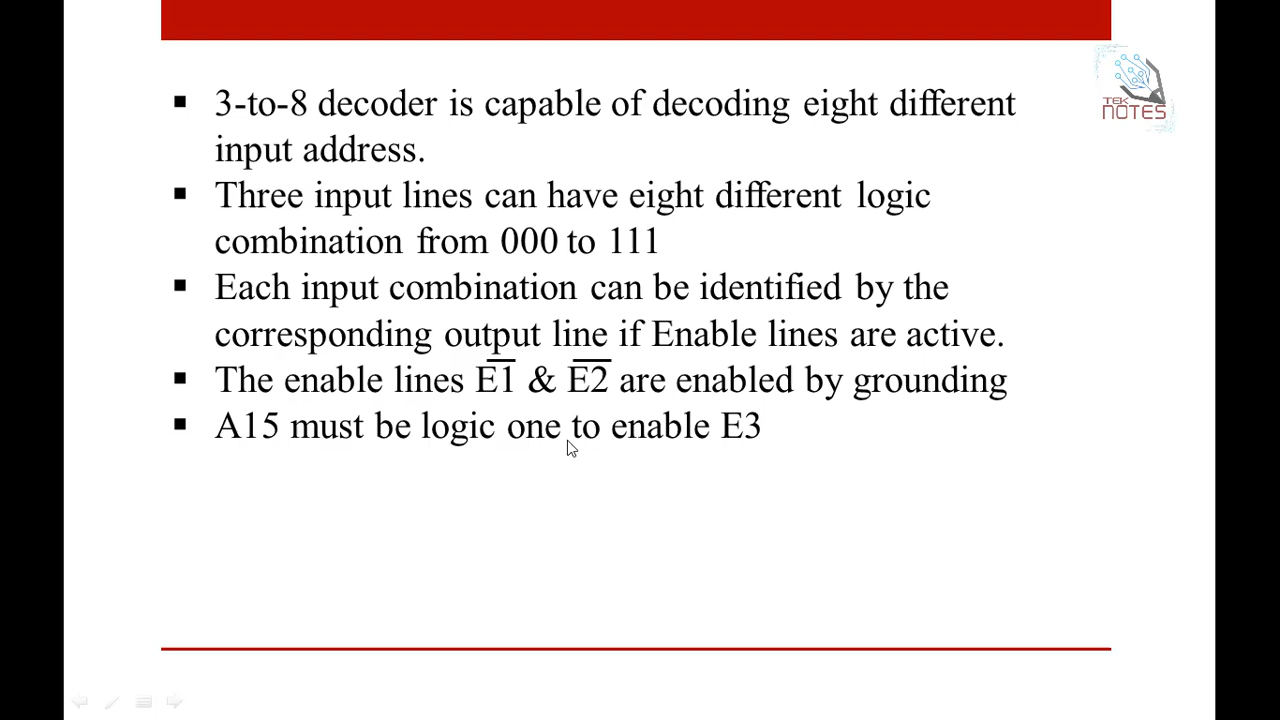 TEK
NOTES
▪ 3-to-8 decoder is capable of decoding eight different
input address.
▪ Three input lines can have eight different logic
combination from 000 to 111
▪ Each input combination can be identified by the
corresponding output line if Enable lines are active.
▪ The enable lines E̅1̅ & E̅2̅ are enabled by grounding
▪ A15 must be logic one to enable E3